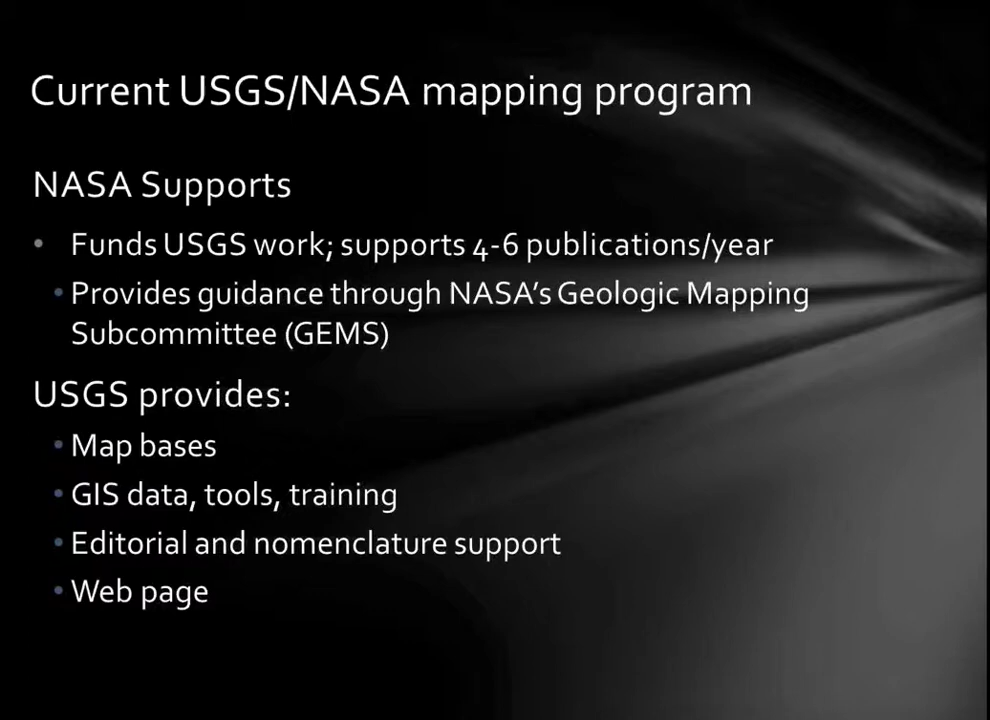 Current USGS/NASA mapping program
NASA Supports
• Funds USGS work; supports 4-6 publications/year
• Provides guidance through NASA’s Geologic Mapping
Subcommittee (GEMS)
USGS provides:
• Map bases
• GIS data, tools, training
• Editorial and nomenclature support
• Web page